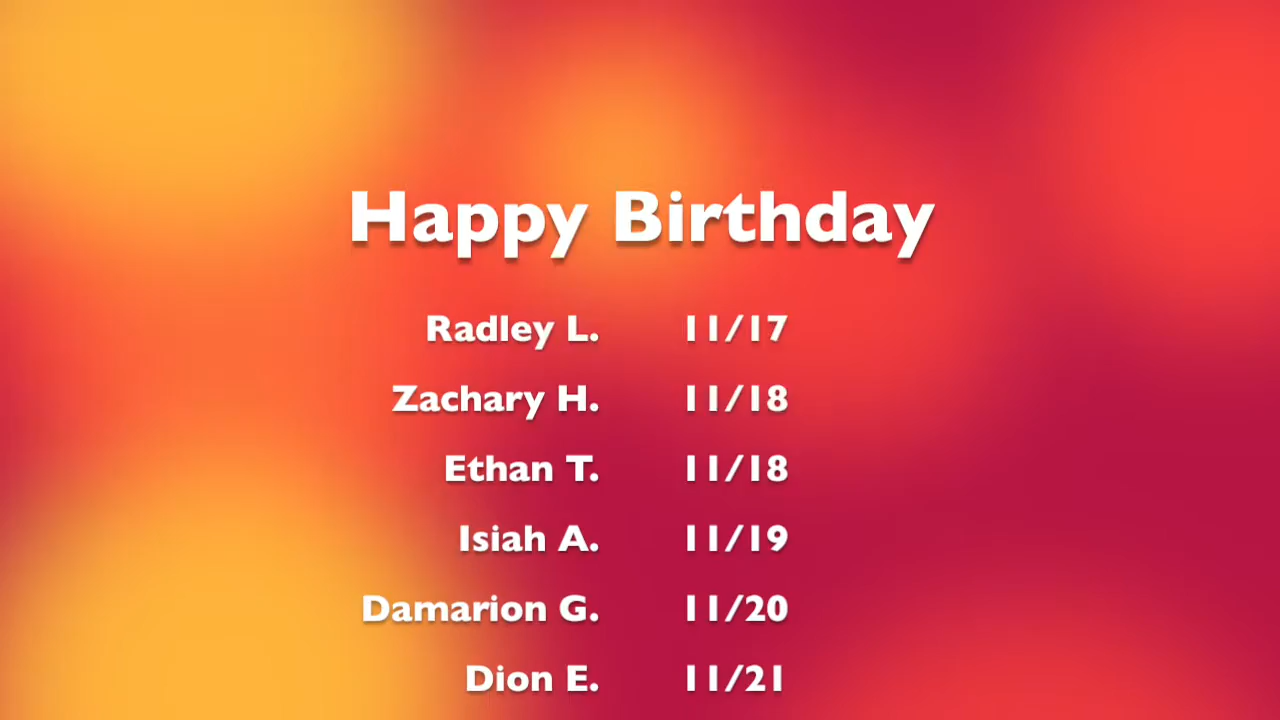 Happy Birthday
Radley L. 11/17
Zachary H. 11/18
Ethan T. 11/18
Isiah A. 11/19
Damarion G. 11/20
Dion E. 11/21